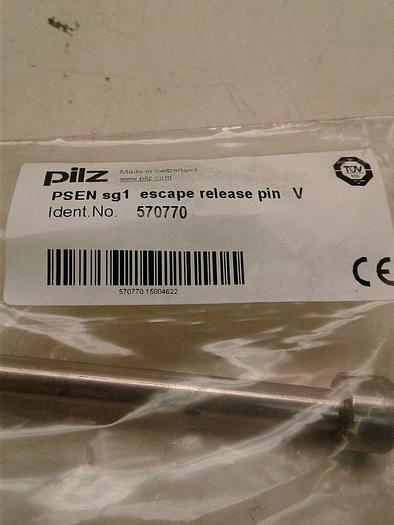 pilz
Made in Switzerland
www.pilz.com
TÜV
PSEN sg1 escape release pin V
Ident.No. 570770
570770 15004622
CE